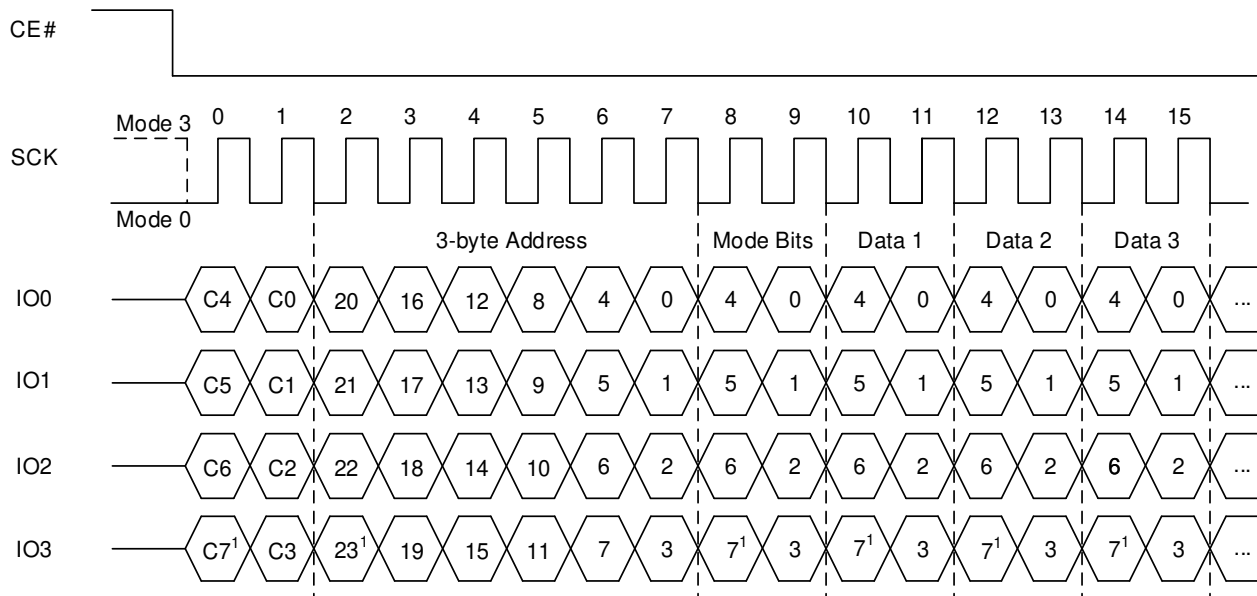 CE#
Mode 3 0 1 2 3 4 5 6 7 8 9 10 11 12 13 14 15
SCK
Mode 0
3-byte Address Mode Bits Data 1 Data 2 Data 3
IO0 C4 C0 20 16 12 8 4 0 4 0 4 0 4 0 4 0 ...
IO1 C5 C1 21 17 13 9 5 1 5 1 5 1 5 1 5 1 ...
IO2 C6 C2 22 18 14 10 6 2 6 2 6 2 6 2 6 2 ...
IO3 C7¹ C3 23¹ 19 15 11 7 3 7¹ 3 7¹ 3 7¹ 3 7¹ 3 ...